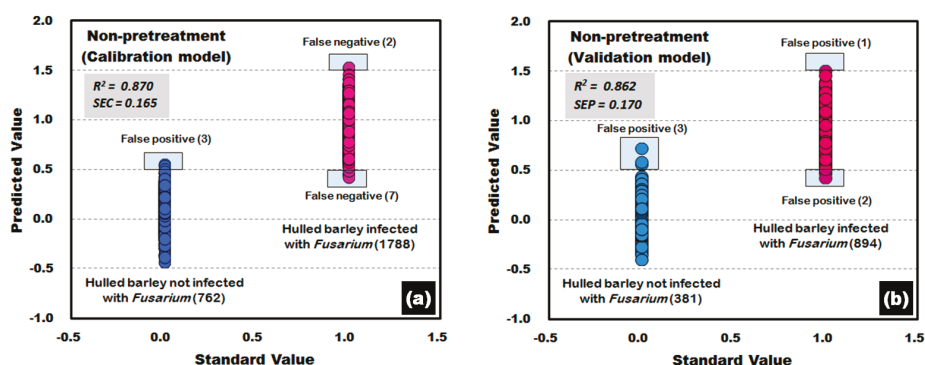 2.0
1.5
1.0
0.5
0.0
-0.5
-1.0
Predicted Value
Non-pretreatment
(Calibration model)
R² = 0.870
SEC = 0.165
False negative (2)
False positive (3)
False negative (7)
Hulled barley infected
with Fusarium (1788)
Hulled barley not infected
with Fusarium (762)
(a)
-0.5
0.0
0.5
1.0
1.5
Standard Value
2.0
1.5
1.0
0.5
0.0
-0.5
-1.0
Predicted Value
Non-pretreatment
(Validation model)
R² = 0.862
SEP = 0.170
False positive (1)
False positive (3)
False positive (2)
Hulled barley infected
with Fusarium (894)
Hulled barley not infected
with Fusarium (381)
(b)
-0.5
0.0
0.5
1.0
1.5
Standard Value